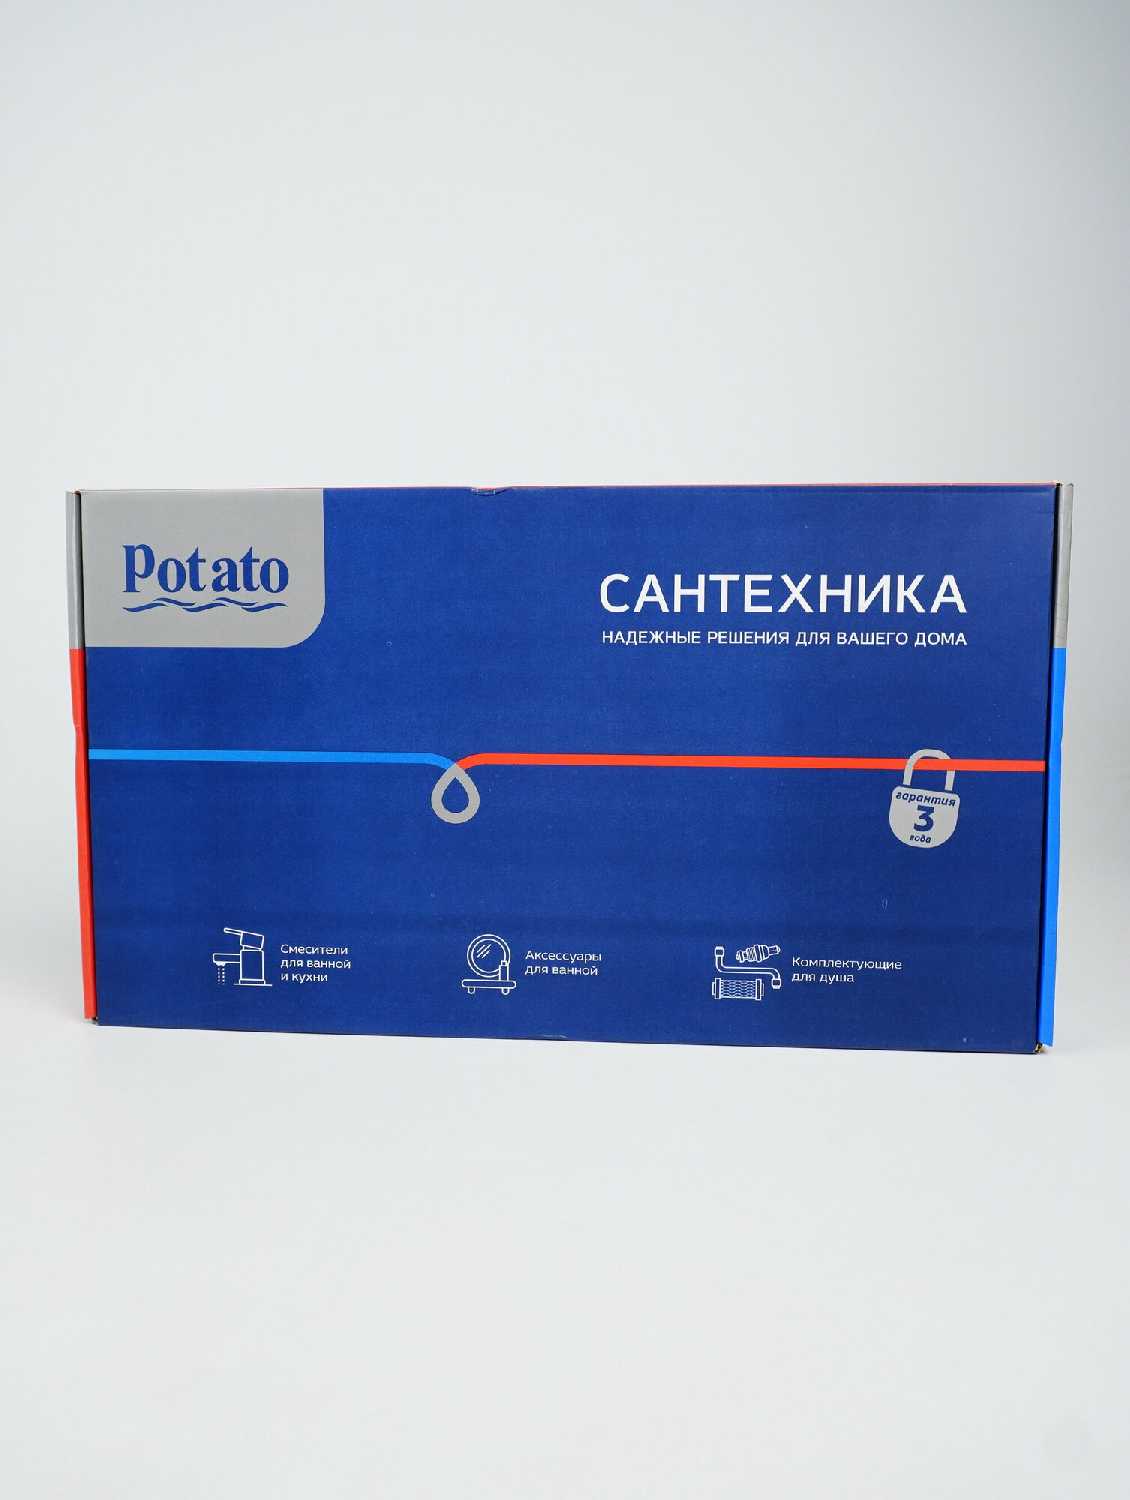 Potato
САНТЕХНИКА
НАДЕЖНЫЕ РЕШЕНИЯ ДЛЯ ВАШЕГО ДОМА
гарантия
3
года
Смесители
для ванной
и кухни
Аксессуары
для ванной
Комплектующие
для душа